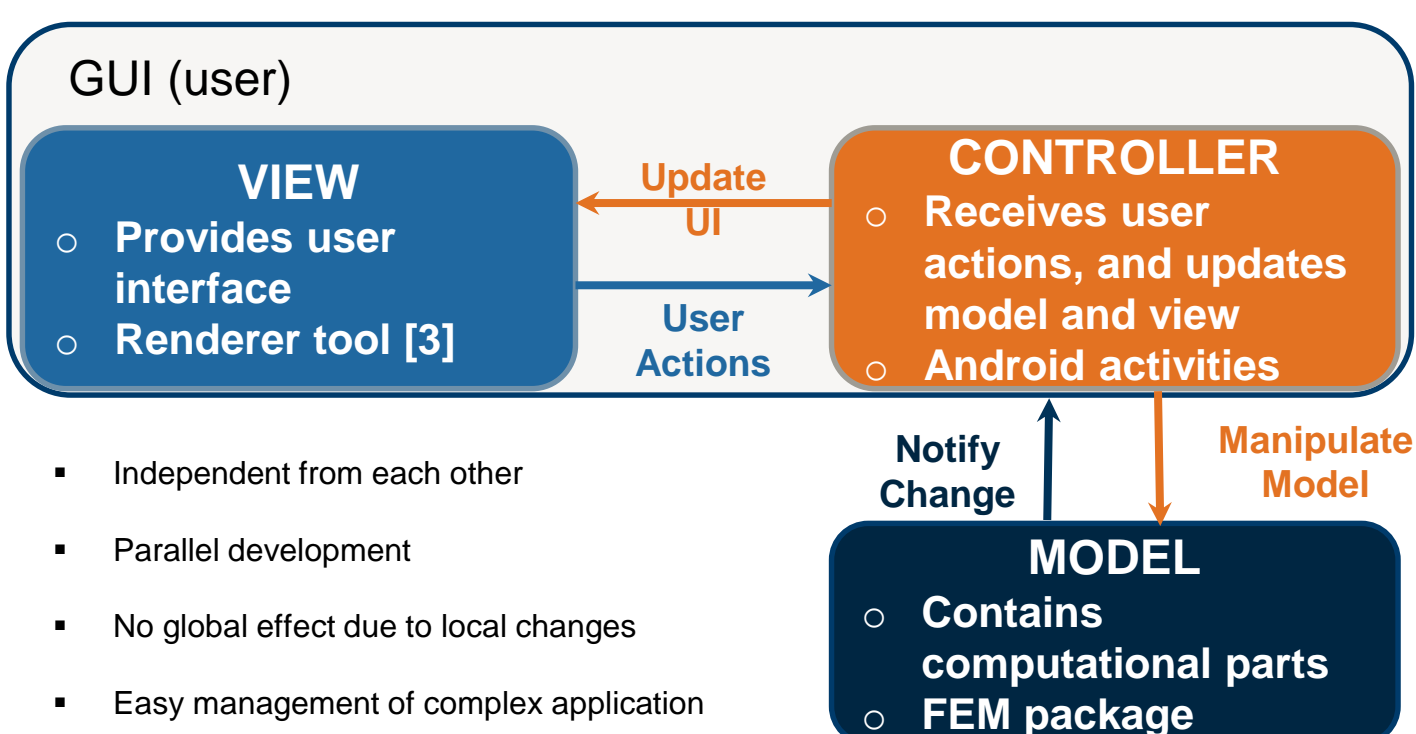 GUI (user)
VIEW
o Provides user
interface
o Renderer tool [3]
Update
UI
User
Actions
CONTROLLER
o Receives user
actions, and updates
model and view
o Android activities
Notify
Change
Manipulate
Model
▪ Independent from each other
▪ Parallel development
▪ No global effect due to local changes
▪ Easy management of complex application
MODEL
o Contains
computational parts
o FEM package